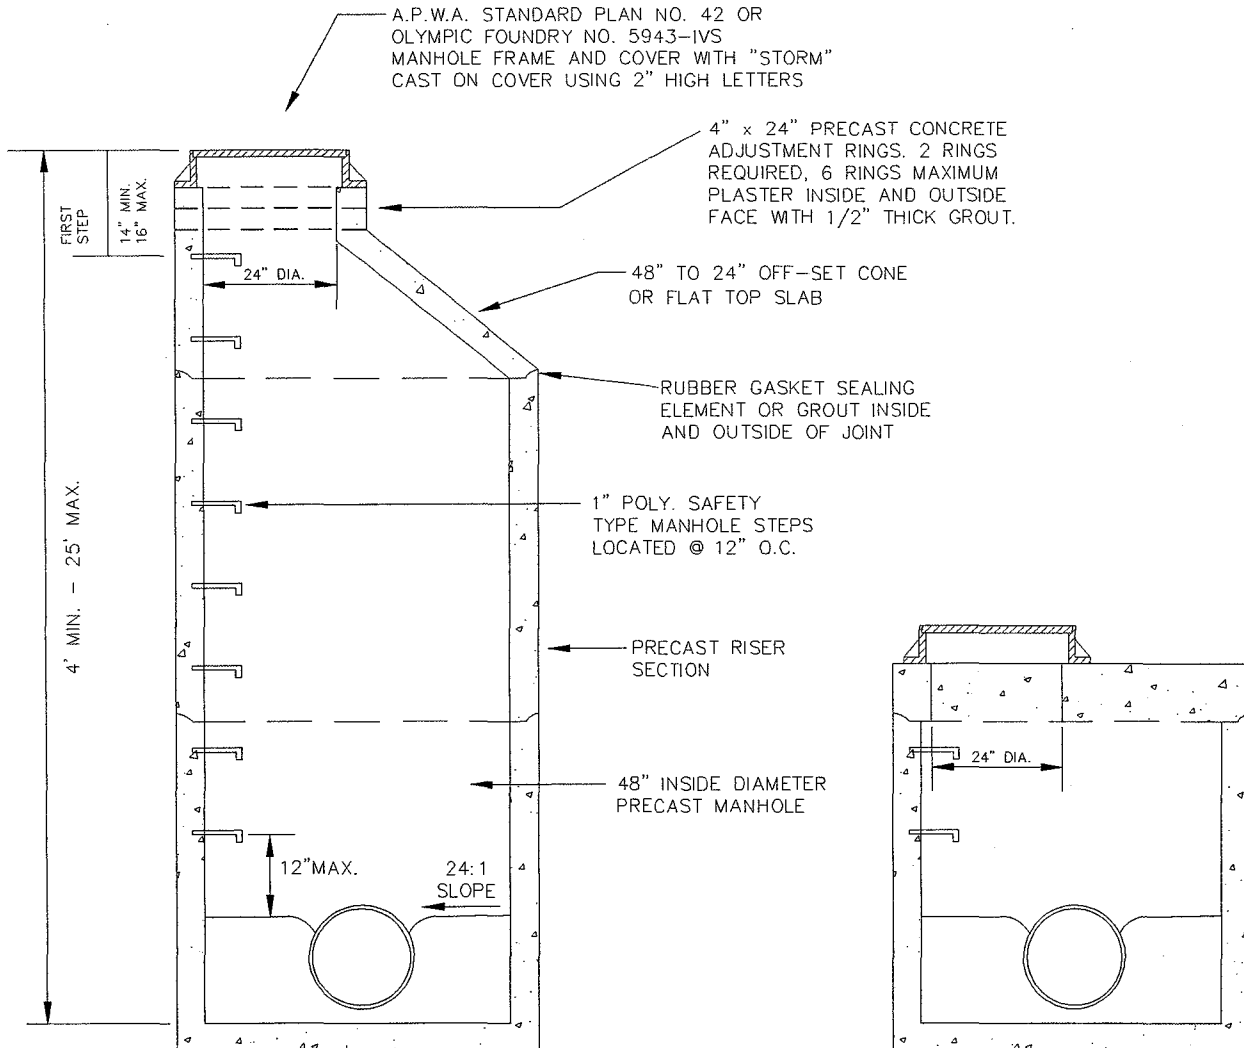 A.P.W.A. STANDARD PLAN NO. 42 OR
OLYMPIC FOUNDRY NO. 5943-IVS
MANHOLE FRAME AND COVER WITH "STORM"
CAST ON COVER USING 2" HIGH LETTERS
4" x 24" PRECAST CONCRETE
ADJUSTMENT RINGS. 2 RINGS
REQUIRED, 6 RINGS MAXIMUM
PLASTER INSIDE AND OUTSIDE
FACE WITH 1/2" THICK GROUT.
FIRST
STEP
14" MIN.
16" MAX.
24" DIA.
48" TO 24" OFF-SET CONE
OR FLAT TOP SLAB
RUBBER GASKET SEALING
ELEMENT OR GROUT INSIDE
AND OUTSIDE OF JOINT
4' MIN. - 25' MAX.
1" POLY. SAFETY
TYPE MANHOLE STEPS
LOCATED @ 12" O.C.
PRECAST RISER
SECTION
24" DIA.
48" INSIDE DIAMETER
PRECAST MANHOLE
12"MAX.
24:1
SLOPE